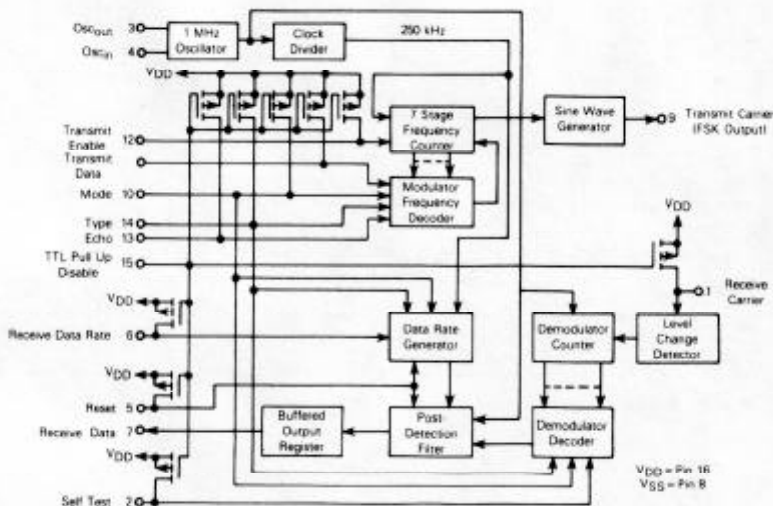 Osc out 3
Osc in 4
1 MHz
Oscillator
Clock
Divider
250 kHz
VDD
Transmit
Enable 12
Transmit
Data
Mode 10
Type 14
Echo 13
TTL Pull Up
Disable 15
7 Stage
Frequency
Counter
Modulator
Frequency
Decoder
Sine Wave
Generator
9 Transmit Carrier
(FSK Output)
VDD
1 Receive
Carrier
VDD
Receive Data Rate 6
Data Rate
Generator
Demodulator
Counter
Level
Change
Detector
VDD
Reset 5
Receive Data 7
Buffered
Output
Register
Post-
Detection
Filter
Demodulator
Decoder
VDD
Self Test 2
VDD = Pin 16
VSS = Pin 8